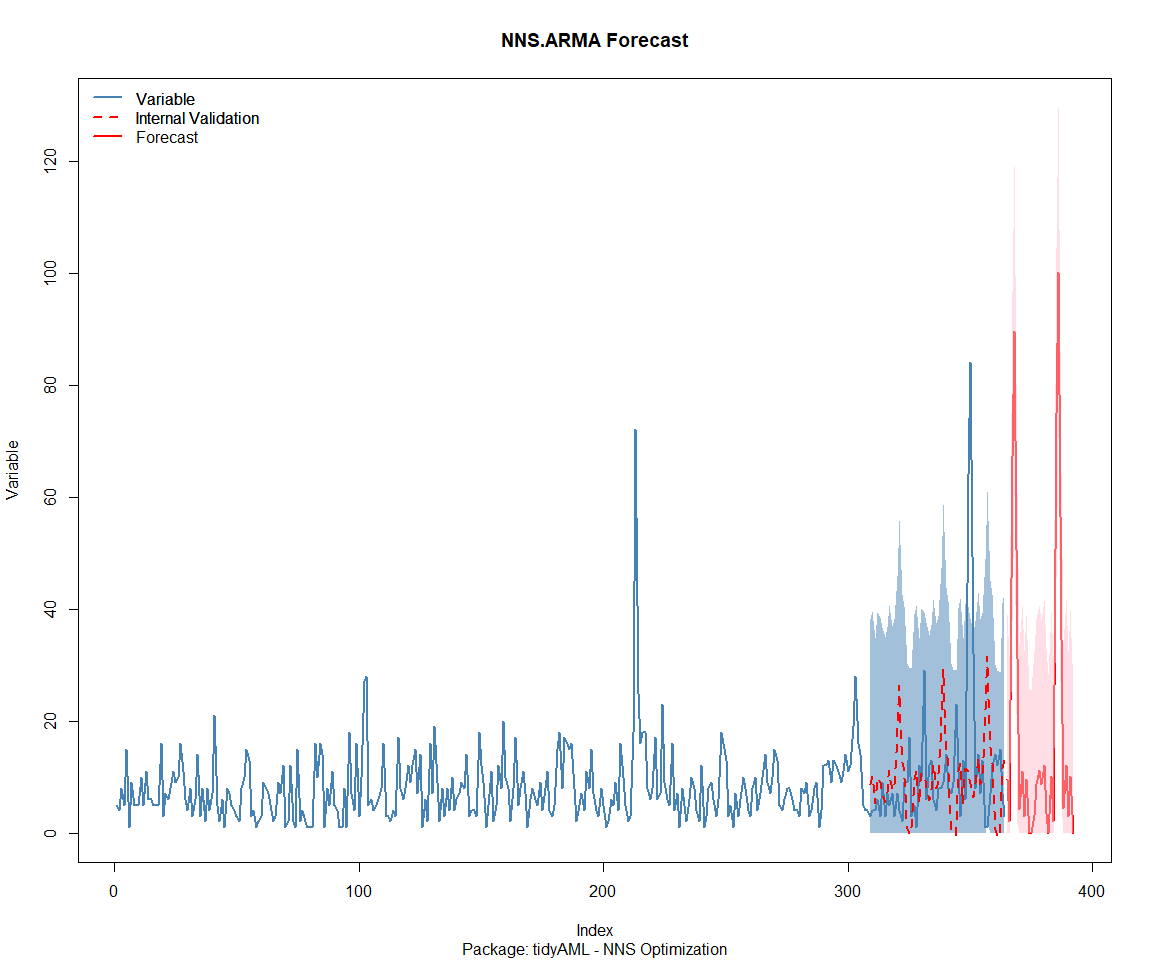 NNS.ARMA Forecast
Variable
Internal Validation
Forecast
Variable
120
100
80
60
40
20
0
0
100
200
300
400
Index
Package: tidyAML - NNS Optimization